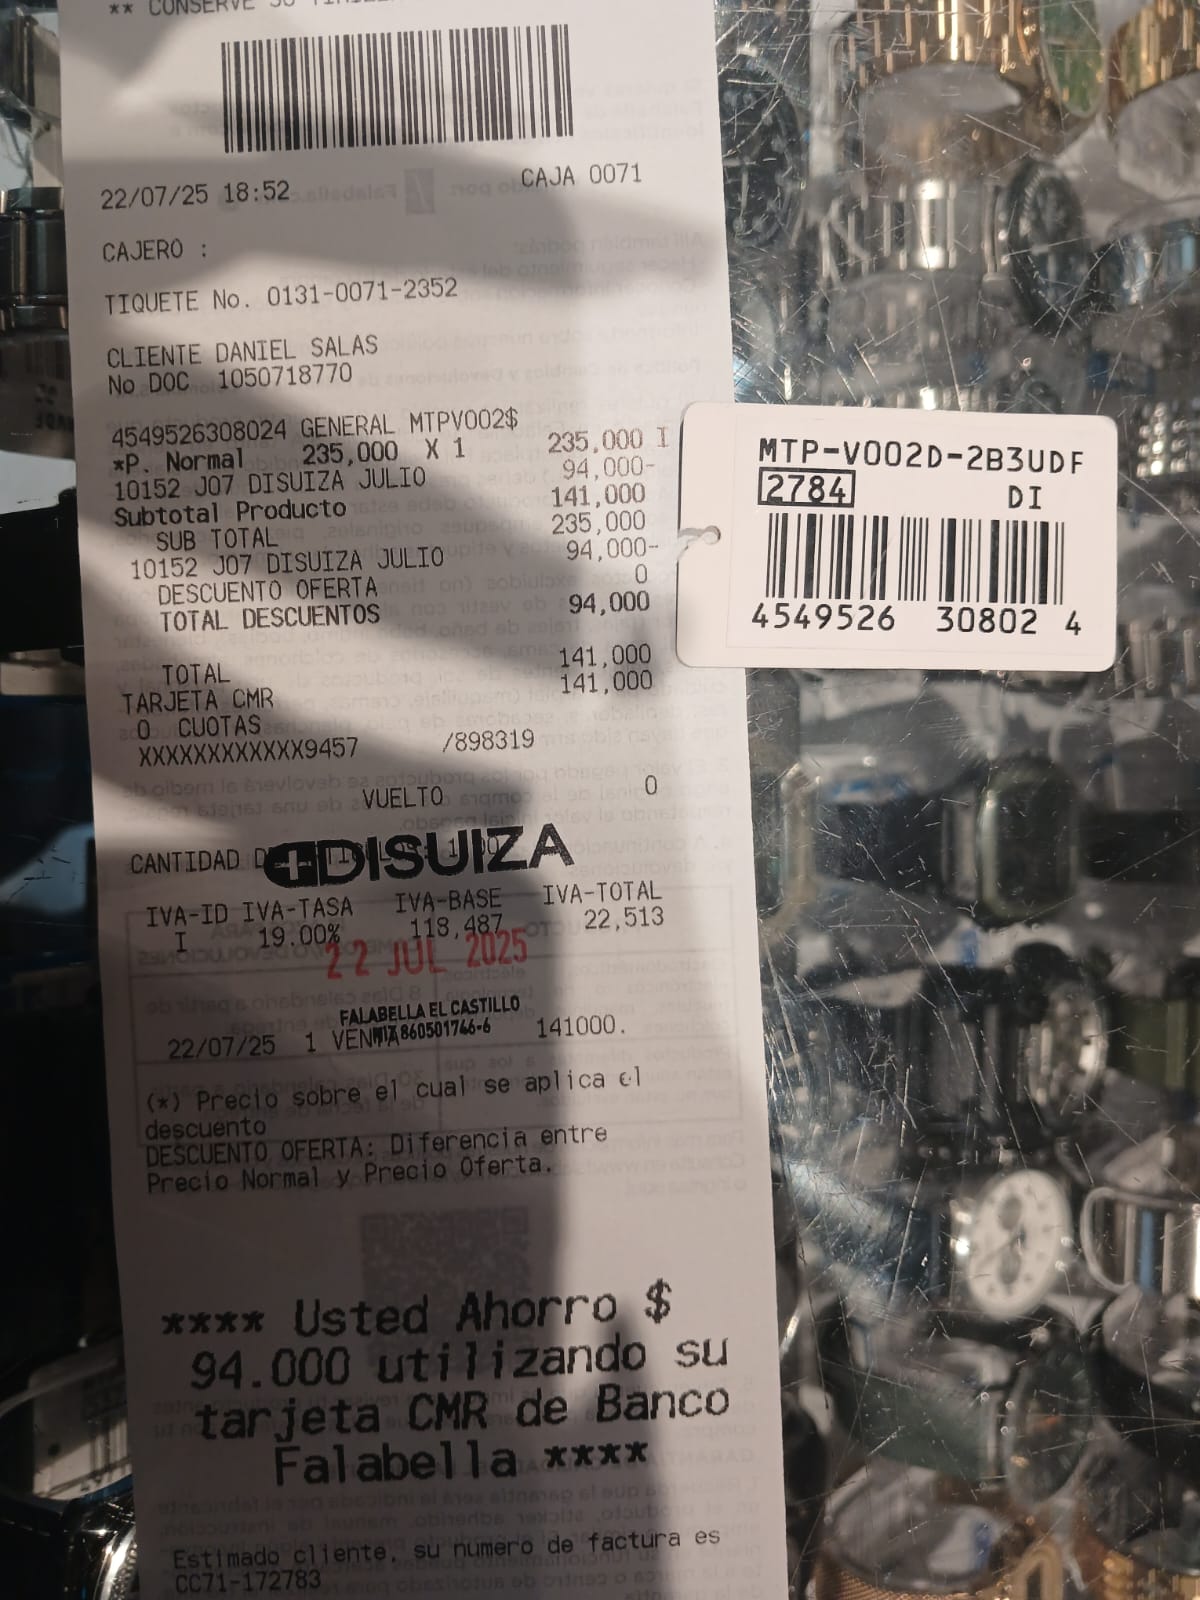 ** CONSERVE SU
22/07/25 18:52 CAJA 0071
CAJERO :
TIQUETE No. 0131-0071-2352
CLIENTE DANIEL SALAS
No DOC 1050718770
4549526308024 GENERAL MTPV002$
*P. Normal 235,000 X 1 235,000 I
10152 J07 DISUIZA JULIO 94,000-
Subtotal Producto 141,000
SUB TOTAL 235,000
10152 J07 DISUIZA JULIO 94,000-
DESCUENTO OFERTA 0
TOTAL DESCUENTOS 94,000
TOTAL 141,000
TARJETA CMR 141,000
0 CUOTAS
XXXXXXXXXXXX9457 /898319
VUELTO 0
CANTIDAD
DISUIZA
IVA-ID IVA-TASA IVA-BASE IVA-TOTAL
I 19.00% 118,487 22,513
22 JUL 2025
FALABELLA EL CASTILLO
860501746-6
22/07/25 1 VENTA 141000.
(*) Precio sobre el cual se aplica el
descuento
DESCUENTO OFERTA: Diferencia entre
Precio Normal y Precio Oferta.
**** Usted Ahorro $
94.000 utilizando su
tarjeta CMR de Banco
Falabella ****
Estimado cliente, su numero de factura es
CC71-172783
MTP-V002D-2B3UDF
2784 DI
4549526 30802 4